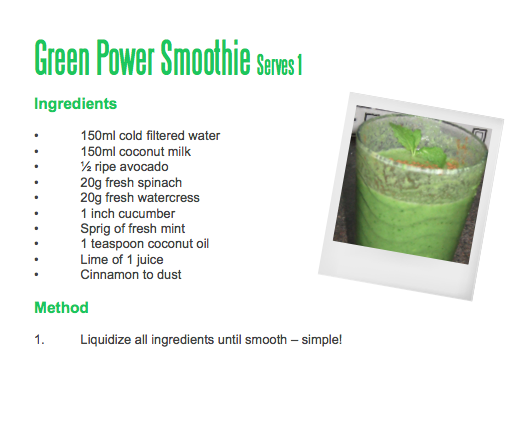 Green Power Smoothie Serves 1
Ingredients
• 150ml cold filtered water
• 150ml coconut milk
• ½ ripe avocado
• 20g fresh spinach
• 20g fresh watercress
• 1 inch cucumber
• Sprig of fresh mint
• 1 teaspoon coconut oil
• Lime of 1 juice
• Cinnamon to dust
Method
1. Liquidize all ingredients until smooth – simple!